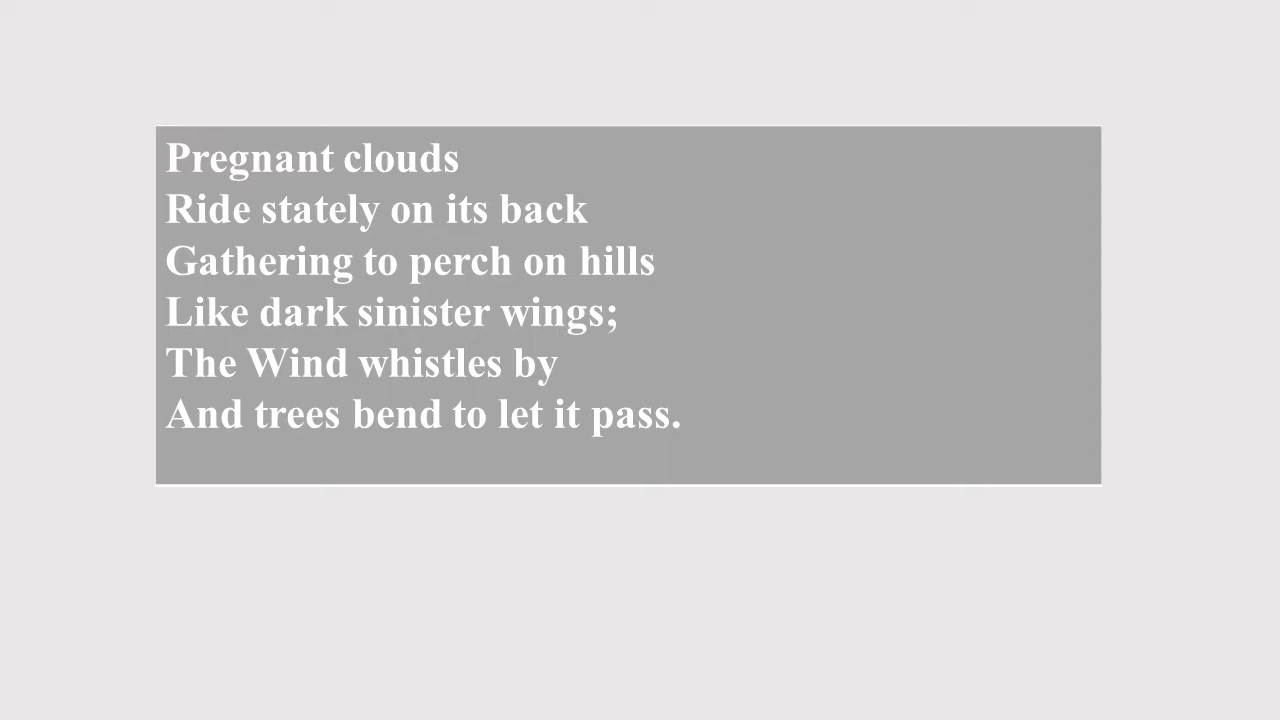 Pregnant clouds
Ride stately on its back
Gathering to perch on hills
Like dark sinister wings;
The Wind whistles by
And trees bend to let it pass.